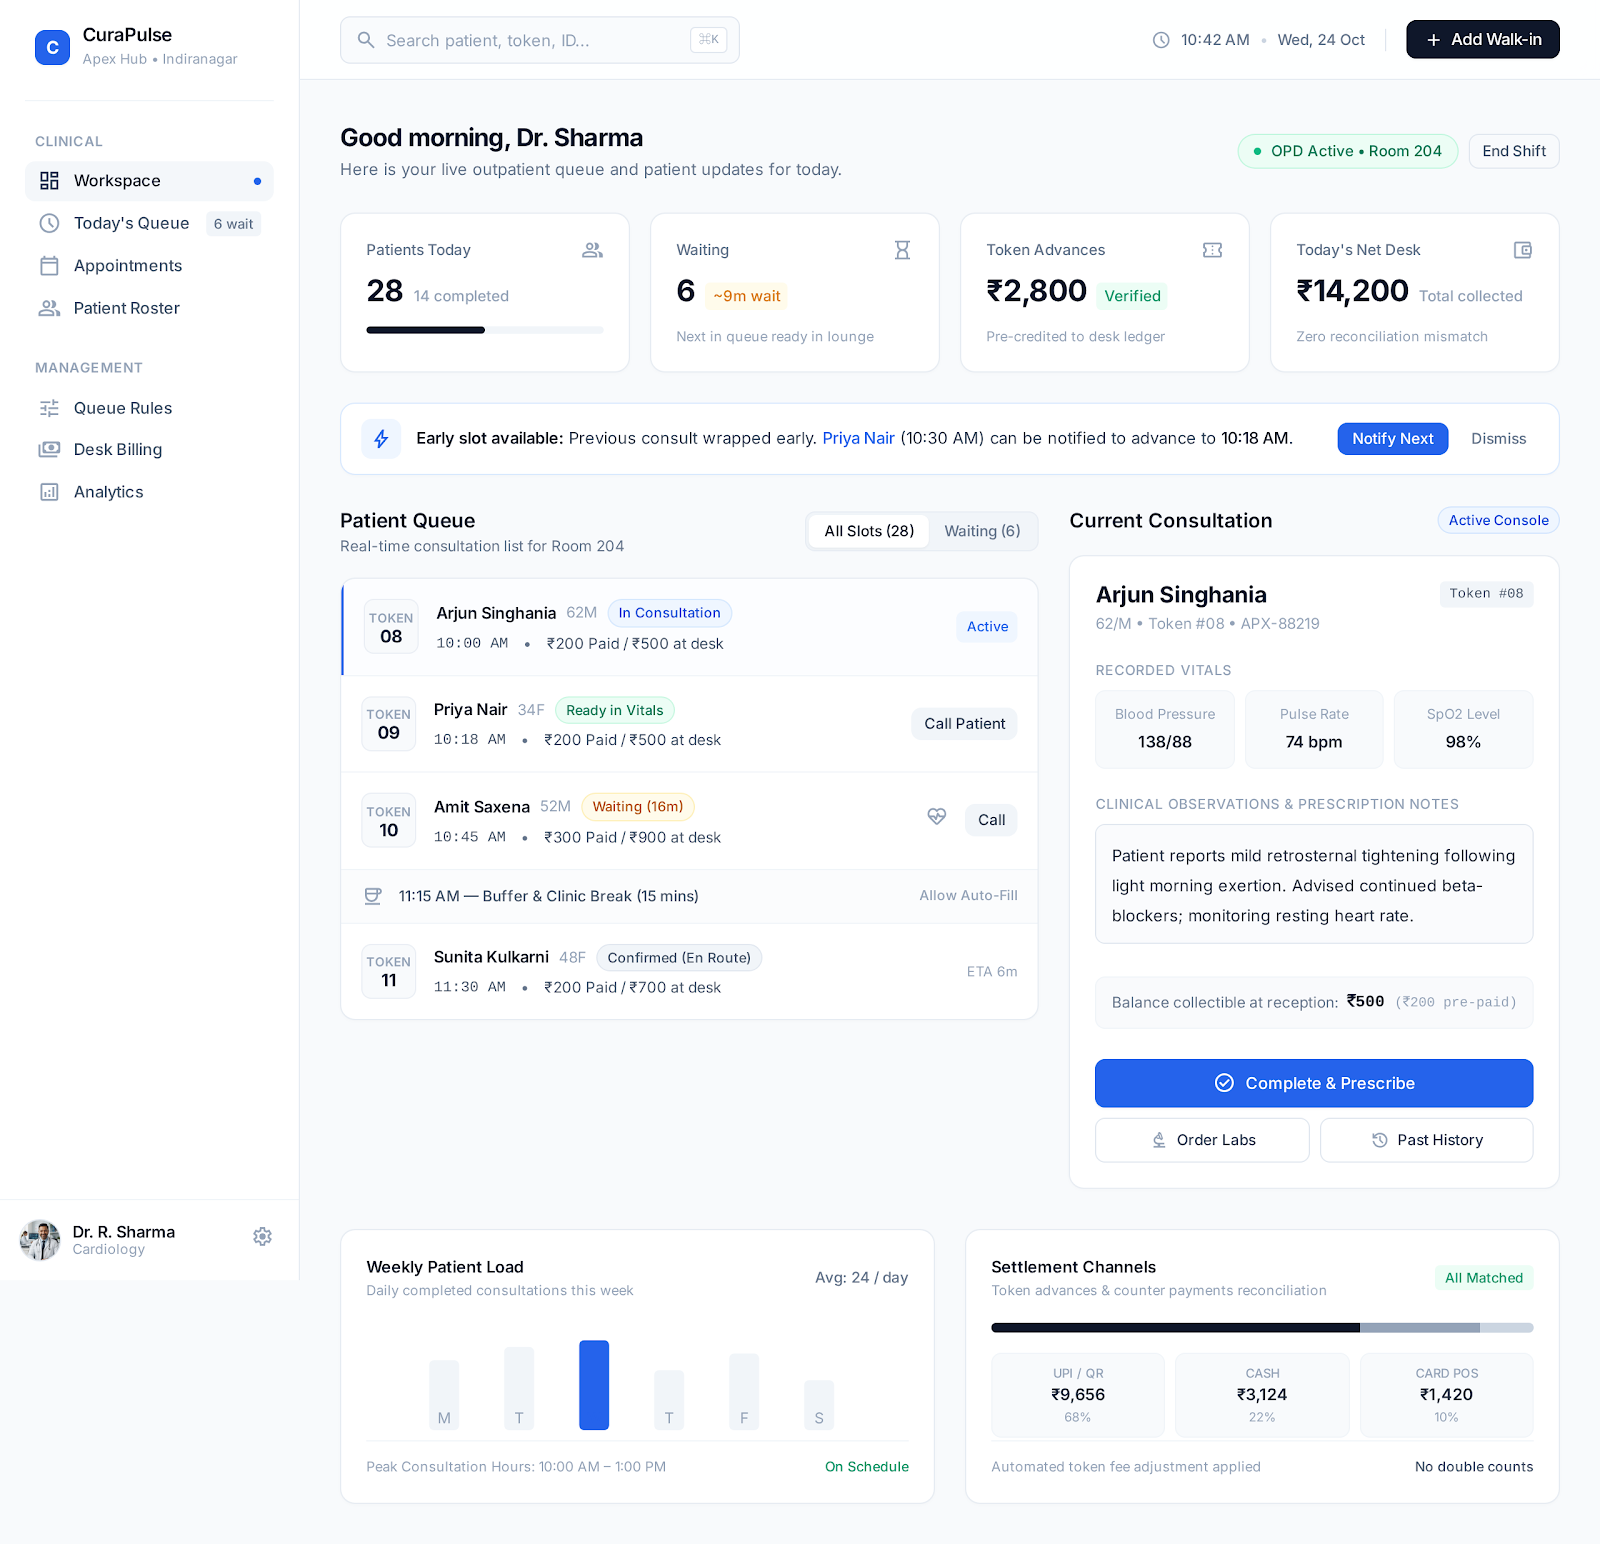 C
CuraPulse
Apex Hub • Indiranagar
CLINICAL
Workspace
Today's Queue
6 wait
Appointments
Patient Roster
MANAGEMENT
Queue Rules
Desk Billing
Analytics
Dr. R. Sharma
Cardiology
Search patient, token, ID...
⌘K
10:42 AM • Wed, 24 Oct
+ Add Walk-in
Good morning, Dr. Sharma
Here is your live outpatient queue and patient updates for today.
OPD Active • Room 204
End Shift
Patients Today
28 14 completed
Waiting
6 ~9m wait
Next in queue ready in lounge
Token Advances
₹2,800 Verified
Pre-credited to desk ledger
Today's Net Desk
₹14,200 Total collected
Zero reconciliation mismatch
Early slot available: Previous consult wrapped early. Priya Nair (10:30 AM) can be notified to advance to 10:18 AM.
Notify Next
Dismiss
Patient Queue
Real-time consultation list for Room 204
All Slots (28)
Waiting (6)
TOKEN
08
Arjun Singhania 62M In Consultation
10:00 AM • ₹200 Paid / ₹500 at desk
Active
TOKEN
09
Priya Nair 34F Ready in Vitals
10:18 AM • ₹200 Paid / ₹500 at desk
Call Patient
TOKEN
10
Amit Saxena 52M Waiting (16m)
10:45 AM • ₹300 Paid / ₹900 at desk
Call
11:15 AM — Buffer & Clinic Break (15 mins)
Allow Auto-Fill
TOKEN
11
Sunita Kulkarni 48F Confirmed (En Route)
11:30 AM • ₹200 Paid / ₹700 at desk
ETA 6m
Current Consultation
Active Console
Arjun Singhania
Token #08
62/M • Token #08 • APX-88219
RECORDED VITALS
Blood Pressure
138/88
Pulse Rate
74 bpm
SpO2 Level
98%
CLINICAL OBSERVATIONS & PRESCRIPTION NOTES
Patient reports mild retrosternal tightening following
light morning exertion. Advised continued beta-
blockers; monitoring resting heart rate.
Balance collectible at reception: ₹500 (₹200 pre-paid)
Complete & Prescribe
Order Labs
Past History
Weekly Patient Load
Daily completed consultations this week
Avg: 24 / day
M T T F S
Peak Consultation Hours: 10:00 AM – 1:00 PM
On Schedule
Settlement Channels
Token advances & counter payments reconciliation
All Matched
UPI / QR
₹9,656
68%
CASH
₹3,124
22%
CARD POS
₹1,420
10%
Automated token fee adjustment applied
No double counts